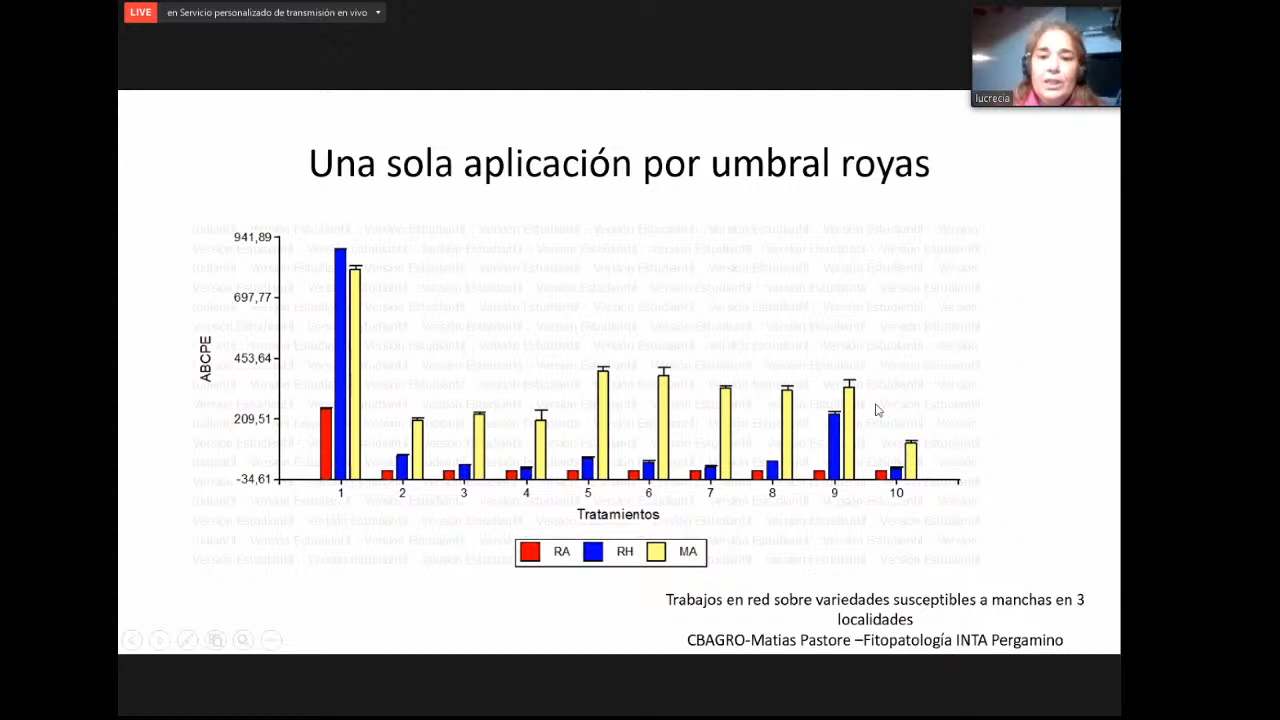 LIVE en Servicio personalizado de transmisión en vivo
lucrecia
Una sola aplicación por umbral royas
941,89
697,77
453,64
209,51
-34,61
ABCPE
1 2 3 4 5 6 7 8 9 10
Tratamientos
RA RH MA
Trabajos en red sobre variedades susceptibles a manchas en 3
localidades
CBAGRO-Matias Pastore –Fitopatología INTA Pergamino
Versión Estudiantil